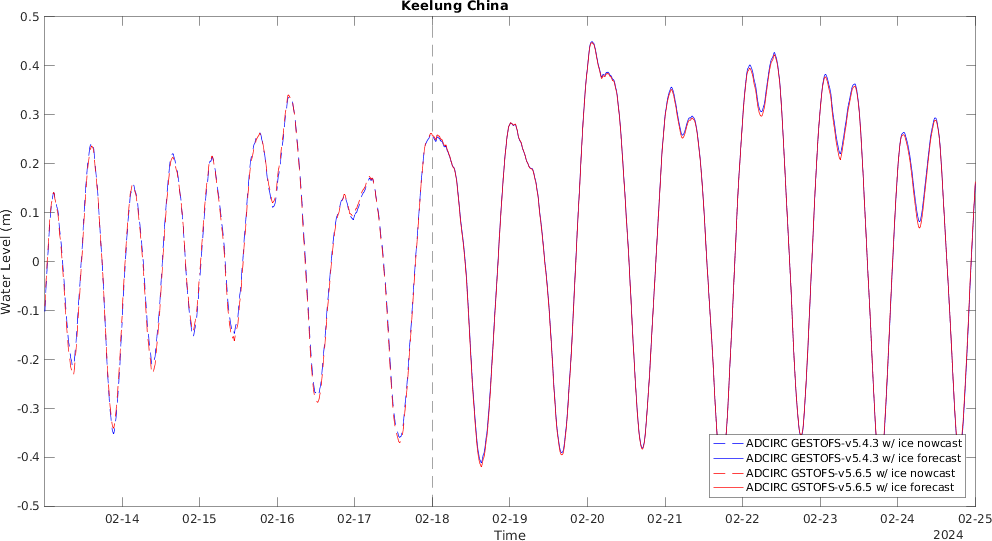 Keelung China
0.5
0.4
0.3
0.2
0.1
0
-0.1
-0.2
-0.3
-0.4
-0.5
Water Level (m)
ADCIRC GESTOFS-v5.4.3 w/ ice nowcast
ADCIRC GESTOFS-v5.4.3 w/ ice forecast
ADCIRC GSTOFS-v5.6.5 w/ ice nowcast
ADCIRC GSTOFS-v5.6.5 w/ ice forecast
02-14 02-15 02-16 02-17 02-18 02-19 02-20 02-21 02-22 02-23 02-24 02-25
Time
2024